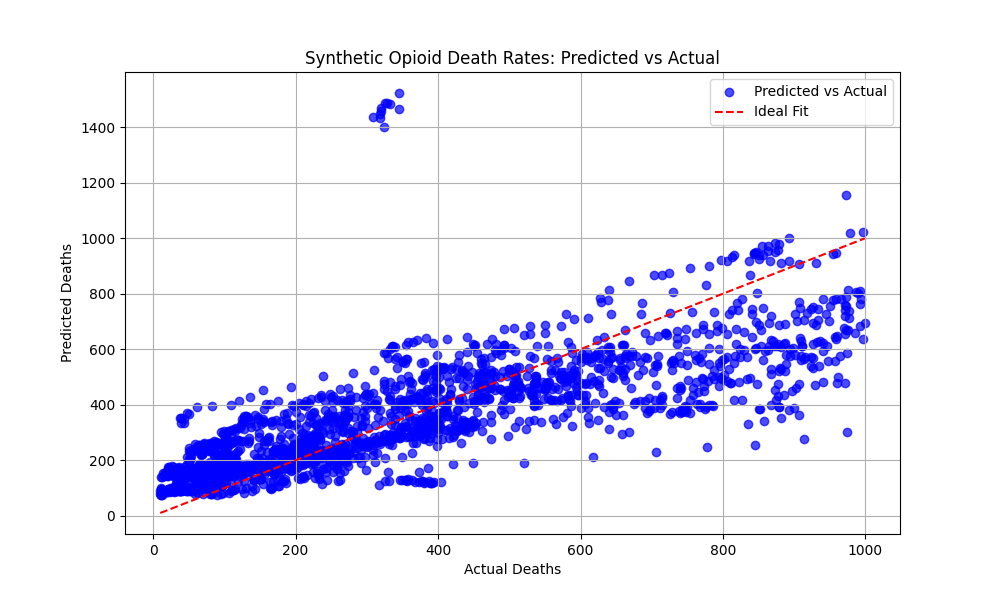 Synthetic Opioid Death Rates: Predicted vs Actual
Predicted vs Actual
Ideal Fit
1400
1200
1000
800
600
400
200
0
Predicted Deaths
0 200 400 600 800 1000
Actual Deaths